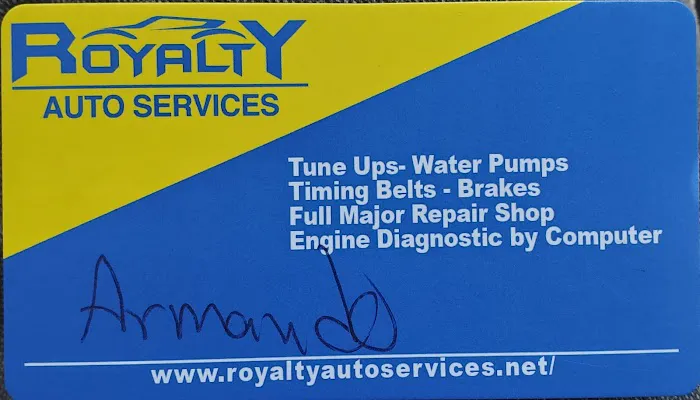 ROYALTY
AUTO SERVICES
Tune Ups- Water Pumps
Timing Belts - Brakes
Full Major Repair Shop
Engine Diagnostic by Computer
Armando
www.royaltyautoservices.net/